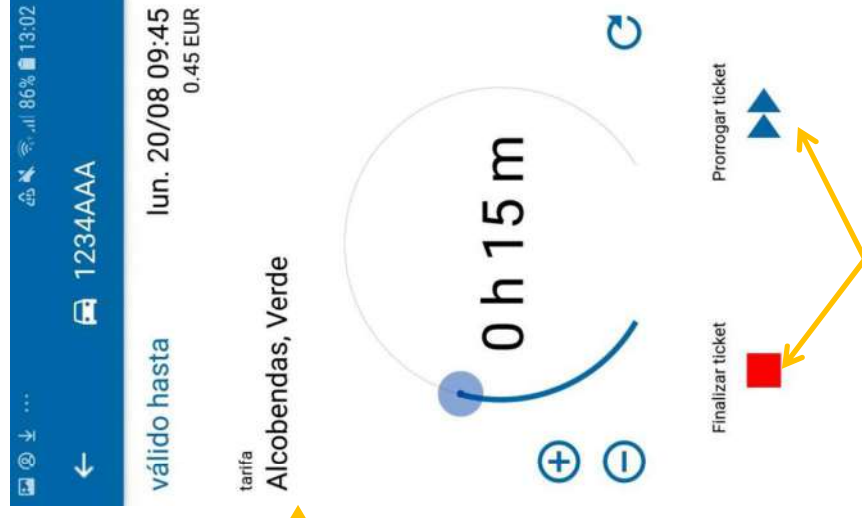 86% 13:02
1234AAA
válido hasta lun. 20/08 09:45
0.45 EUR
tarifa
Alcobendas, Verde
0 h 15 m
Finalizar ticket Prorrogar ticket